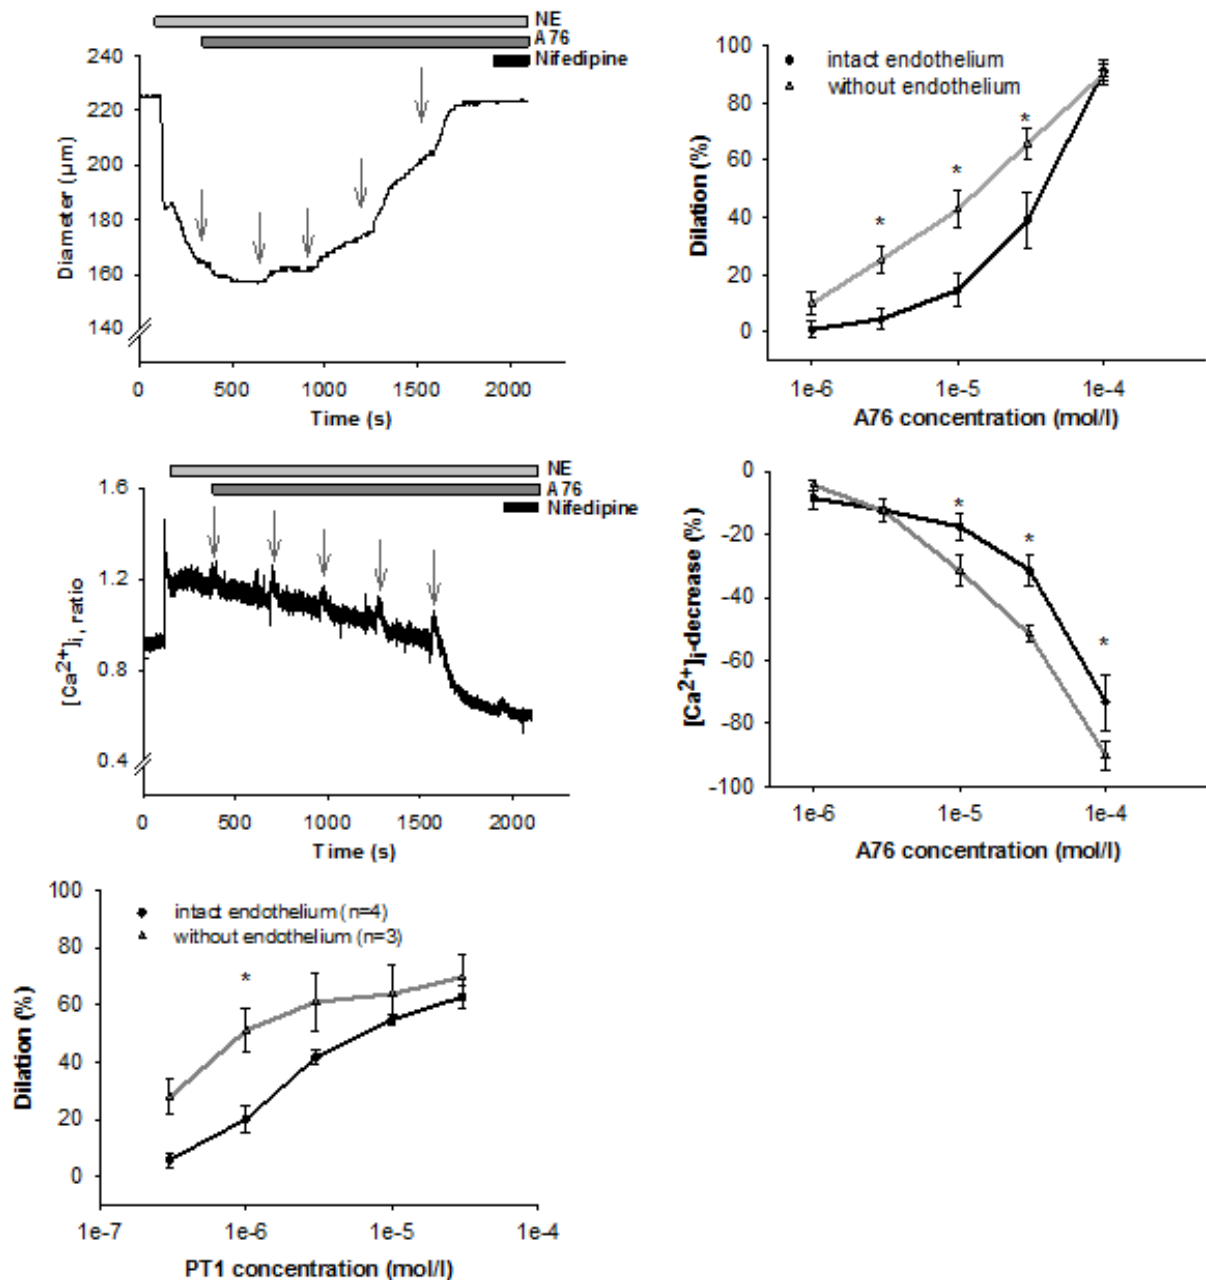 NE
A76
Nifedipine
240
220
200
180
160
140
Diameter (µm)
0 500 1000 1500 2000
Time (s)
100
80
60
40
20
0
Dilation (%)
intact endothelium
without endothelium
*
*
*
1e-6 1e-5 1e-4
A76 concentration (mol/l)
NE
A76
Nifedipine
1.6
1.2
0.8
0.4
[Ca2+]i, ratio
0 500 1000 1500 2000
Time (s)
0
-20
-40
-60
-80
-100
[Ca2+]i-decrease (%)
*
*
*
1e-6 1e-5 1e-4
A76 concentration (mol/l)
100
80
60
40
20
0
Dilation (%)
intact endothelium (n=4)
without endothelium (n=3)
*
1e-7 1e-6 1e-5 1e-4
PT1 concentration (mol/l)